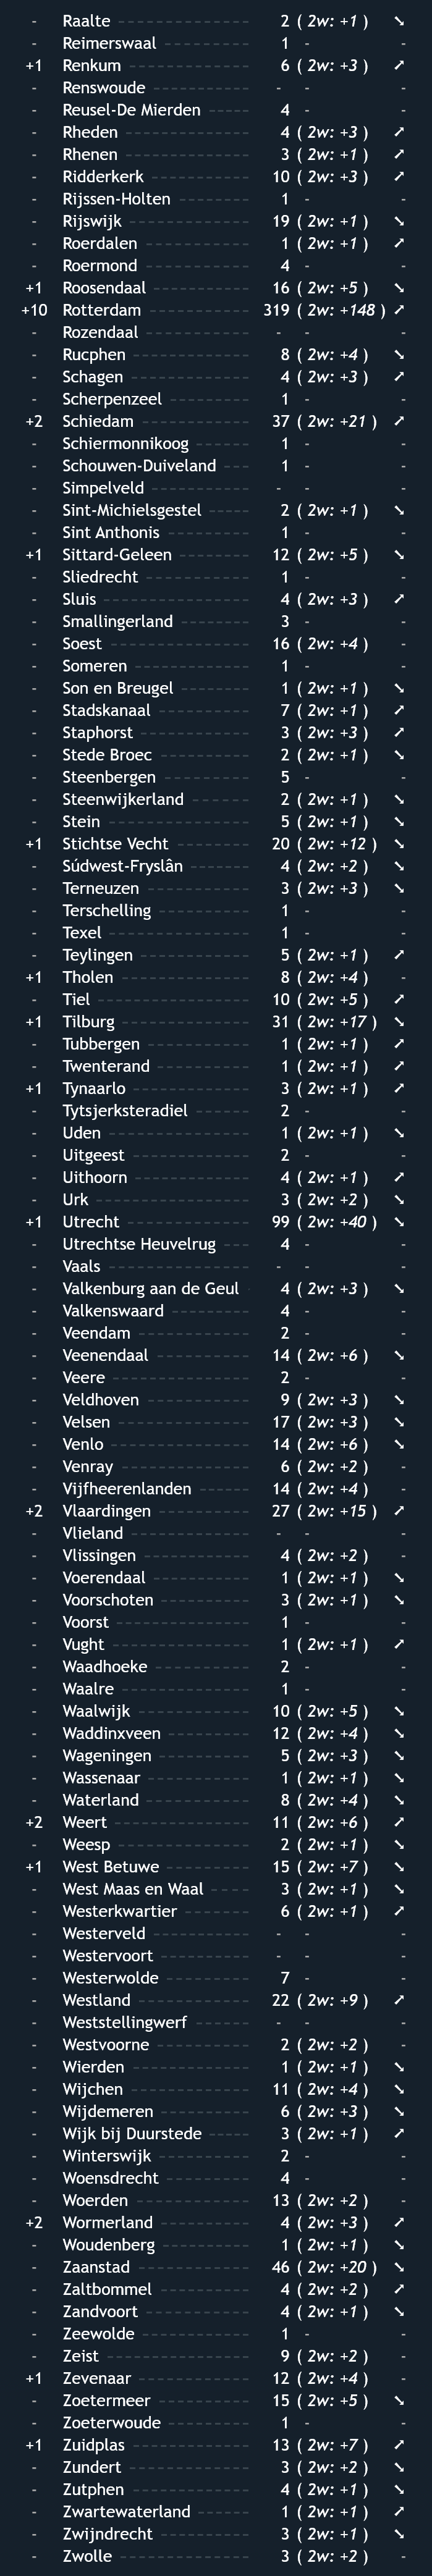 - Raalte 2 ( 2w: +1 ) ➘
- Reimerswaal 1 - -
+1 Renkum 6 ( 2w: +3 ) ➚
- Renswoude - - -
- Reusel-De Mierden 4 - -
- Rheden 4 ( 2w: +3 ) ➚
- Rhenen 3 ( 2w: +1 ) ➚
- Ridderkerk 10 ( 2w: +3 ) ➚
- Rijssen-Holten 1 - -
- Rijswijk 19 ( 2w: +1 ) ➘
- Roerdalen 1 ( 2w: +1 ) ➚
- Roermond 4 - -
+1 Roosendaal 16 ( 2w: +5 ) ➘
+10 Rotterdam 319 ( 2w: +148 ) ➚
- Rozendaal - - -
- Rucphen 8 ( 2w: +4 ) ➘
- Schagen 4 ( 2w: +3 ) ➚
- Scherpenzeel 1 - -
+2 Schiedam 37 ( 2w: +21 ) ➚
- Schiermonnikoog 1 - -
- Schouwen-Duiveland 1 - -
- Simpelveld - - -
- Sint-Michielsgestel 2 ( 2w: +1 ) ➘
- Sint Anthonis 1 - -
+1 Sittard-Geleen 12 ( 2w: +5 ) ➘
- Sliedrecht 1 - -
- Sluis 4 ( 2w: +3 ) ➚
- Smallingerland 3 - -
- Soest 16 ( 2w: +4 ) -
- Someren 1 - -
- Son en Breugel 1 ( 2w: +1 ) ➘
- Stadskanaal 7 ( 2w: +1 ) ➚
- Staphorst 3 ( 2w: +3 ) ➚
- Stede Broec 2 ( 2w: +1 ) ➘
- Steenbergen 5 - -
- Steenwijkerland 2 ( 2w: +1 ) ➘
- Stein 5 ( 2w: +1 ) ➘
+1 Stichtse Vecht 20 ( 2w: +12 ) ➘
- Súdwest-Fryslân 4 ( 2w: +2 ) ➘
- Terneuzen 3 ( 2w: +3 ) ➘
- Terschelling 1 - -
- Texel 1 - -
- Teylingen 5 ( 2w: +1 ) ➚
+1 Tholen 8 ( 2w: +4 ) -
- Tiel 10 ( 2w: +5 ) ➚
+1 Tilburg 31 ( 2w: +17 ) ➘
- Tubbergen 1 ( 2w: +1 ) ➚
- Twenterand 1 ( 2w: +1 ) ➚
+1 Tynaarlo 3 ( 2w: +1 ) ➚
- Tytsjerksteradiel 2 - -
- Uden 1 ( 2w: +1 ) ➘
- Uitgeest 2 - -
- Uithoorn 4 ( 2w: +1 ) ➚
- Urk 3 ( 2w: +2 ) ➘
+1 Utrecht 99 ( 2w: +40 ) ➘
- Utrechtse Heuvelrug 4 - -
- Vaals - - -
- Valkenburg aan de Geul 4 ( 2w: +3 ) ➘
- Valkenswaard 4 - -
- Veendam 2 - -
- Veenendaal 14 ( 2w: +6 ) ➘
- Veere 2 - -
- Veldhoven 9 ( 2w: +3 ) ➘
- Velsen 17 ( 2w: +3 ) ➘
- Venlo 14 ( 2w: +6 ) ➘
- Venray 6 ( 2w: +2 ) -
- Vijfheerenlanden 14 ( 2w: +4 ) -
+2 Vlaardingen 27 ( 2w: +15 ) ➚
- Vlieland - - -
- Vlissingen 4 ( 2w: +2 ) -
- Voerendaal 1 ( 2w: +1 ) ➘
- Voorschoten 3 ( 2w: +1 ) ➘
- Voorst 1 - -
- Vught 1 ( 2w: +1 ) ➚
- Waadhoeke 2 - -
- Waalre 1 - -
- Waalwijk 10 ( 2w: +5 ) ➘
- Waddinxveen 12 ( 2w: +4 ) ➘
- Wageningen 5 ( 2w: +3 ) ➘
- Wassenaar 1 ( 2w: +1 ) ➘
- Waterland 8 ( 2w: +4 ) ➘
+2 Weert 11 ( 2w: +6 ) ➚
- Weesp 2 ( 2w: +1 ) ➘
+1 West Betuwe 15 ( 2w: +7 ) ➘
- West Maas en Waal 3 ( 2w: +1 ) ➘
- Westerkwartier 6 ( 2w: +1 ) ➚
- Westerveld - - -
- Westervoort - - -
- Westerwolde 7 - -
- Westland 22 ( 2w: +9 ) ➚
- Weststellingwerf - - -
- Westvoorne 2 ( 2w: +2 ) -
- Wierden 1 ( 2w: +1 ) ➘
- Wijchen 11 ( 2w: +4 ) ➘
- Wijdemeren 6 ( 2w: +3 ) ➘
- Wijk bij Duurstede 3 ( 2w: +1 ) ➚
- Winterswijk 2 - -
- Woensdrecht 4 - -
- Woerden 13 ( 2w: +2 ) -
+2 Wormerland 4 ( 2w: +3 ) ➚
- Woudenberg 1 ( 2w: +1 ) ➘
- Zaanstad 46 ( 2w: +20 ) ➘
- Zaltbommel 4 ( 2w: +2 ) ➚
- Zandvoort 4 ( 2w: +1 ) ➘
- Zeewolde 1 - -
- Zeist 9 ( 2w: +2 ) -
+1 Zevenaar 12 ( 2w: +4 ) -
- Zoetermeer 15 ( 2w: +5 ) ➘
- Zoeterwoude 1 - -
+1 Zuidplas 13 ( 2w: +7 ) ➚
- Zundert 3 ( 2w: +2 ) ➘
- Zutphen 4 ( 2w: +1 ) ➘
- Zwartewaterland 1 ( 2w: +1 ) ➚
- Zwijndrecht 3 ( 2w: +1 ) ➘
- Zwolle 3 ( 2w: +2 ) -